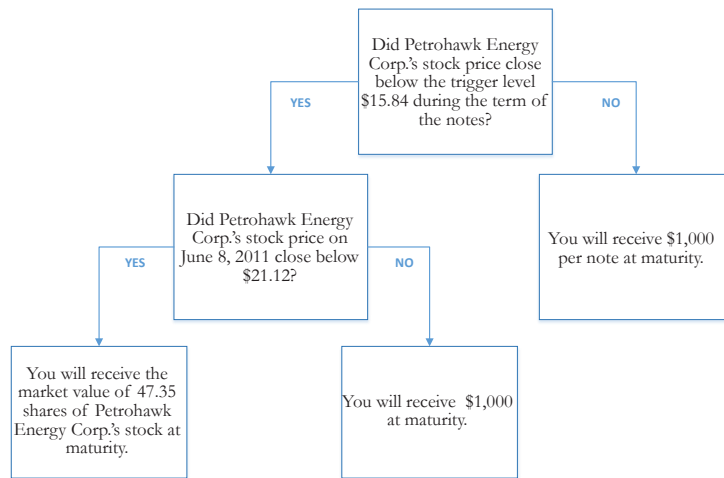 Did Petrohawk Energy
Corp.'s stock price close
below the trigger level
$15.84 during the term of
the notes?
YES
NO
Did Petrohawk Energy
Corp.'s stock price on
June 8, 2011 close below
$21.12?
You will receive $1,000
per note at maturity.
YES
NO
You will receive the
market value of 47.35
shares of Petrohawk
Energy Corp.'s stock at
maturity.
You will receive $1,000
at maturity.